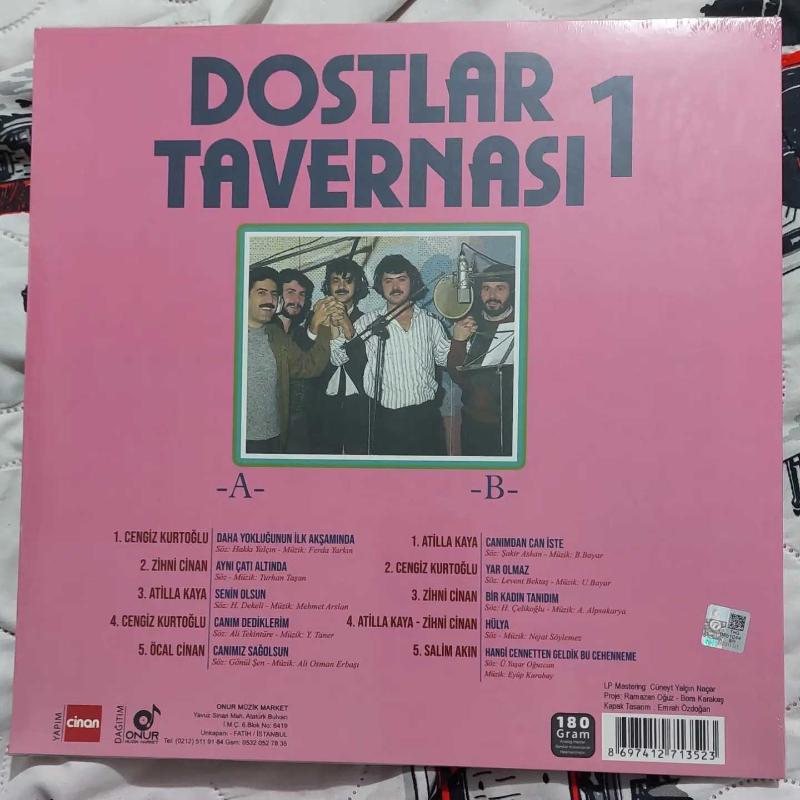 DOSTLAR
TAVERNASI 1
-A-
1. CENGİZ KURTOĞLU DAHA YOKLUĞUNUN İLK AKŞAMINDA
Söz: Hakkı Yalçın - Müzik: Ferda Yarkın
2. ZİHNİ CİNAN AYNI ÇATI ALTINDA
Söz - Müzik: Turhan Taşan
3. ATİLLA KAYA SENİN OLSUN
Söz: H. Dekeli - Müzik: Mehmet Arslan
4. CENGİZ KURTOĞLU CANIM DEDİKLERİM
Söz: Ali Tekintüre - Müzik: Y. Taner
5. ÖCAL CİNAN CANIMIZ SAĞOLSUN
Söz: Gönül Şen - Müzik: Ali Osman Erbaşı
-B-
1. ATİLLA KAYA CANIMDAN CAN İSTE
Söz: Şakir Askan - Müzik: B.Bayar
2. CENGİZ KURTOĞLU YAR OLMAZ
Söz: Levent Bektaş - Müzik: U.Bayar
3. ZİHNİ CİNAN BİR KADIN TANIDIM
Söz: H. Çelikoğlu - Müzik: A. Alpsakarya
4. ATİLLA KAYA - ZİHNİ CİNAN HÜLYA
Söz - Müzik: Nejat Söylemez
5. SALİM AKIN HANGİ CENNETTEN GELDİK BU CEHENNEME
Söz: Ü.Yaşar Oğuzcan
Müzik: Eyüp Karabay
LP Mastering: Cüneyt Yalgın Naçar
Proje: Ramazan Oğuz - Bora Karakaş
Kapak Tasarım : Emrah Özdoğan
YAPIM
cinan
DAĞITIM
ONUR
MÜZİK MARKET
ONUR MÜZİK MARKET
Yavuz Sinan Mah. Atatürk Bulvarı
İ.M.Ç. 6.Blok No: 6419
Unkapanı - FATİH / İSTANBUL
Tel: (0212) 511 91 84 Gsm: 0532 052 78 35
180
Gram
8 697412 713523